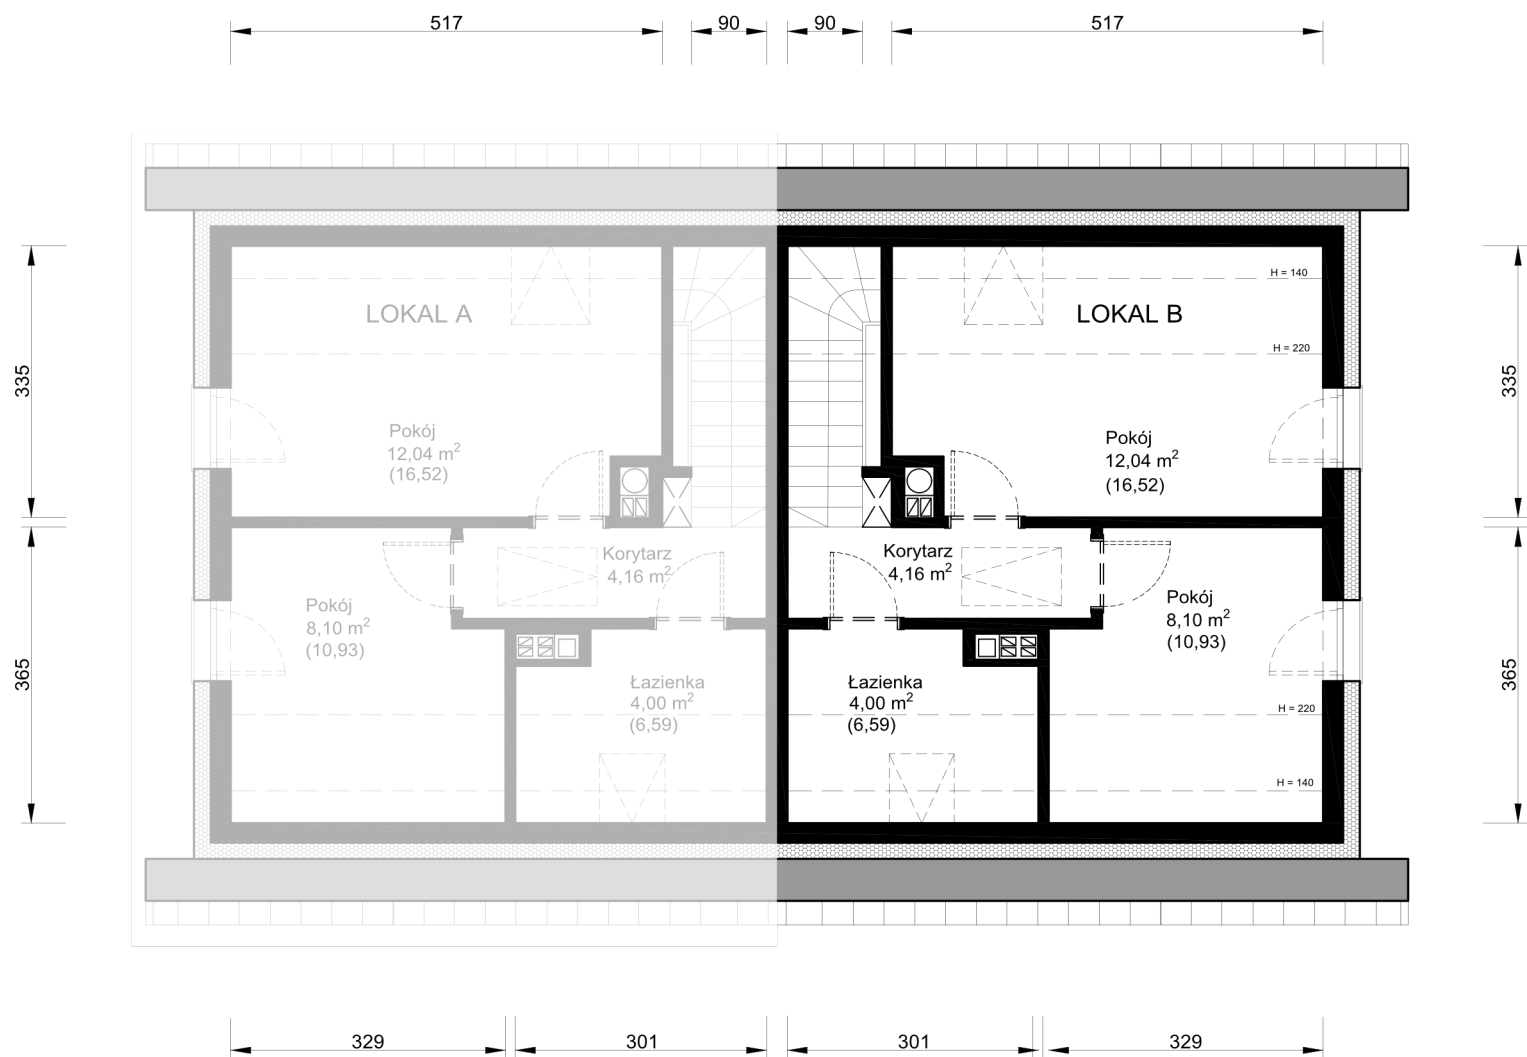 517
90
90
517
H = 140
LOKAL A
LOKAL B
H = 220
335
335
Pokój
12,04 m²
(16,52)
Pokój
12,04 m²
(16,52)
Korytarz
4,16 m²
Korytarz
4,16 m²
Pokój
8,10 m²
(10,93)
Pokój
8,10 m²
(10,93)
365
365
Łazienka
4,00 m²
(6,59)
Łazienka
4,00 m²
(6,59)
H = 220
H = 140
329
301
301
329